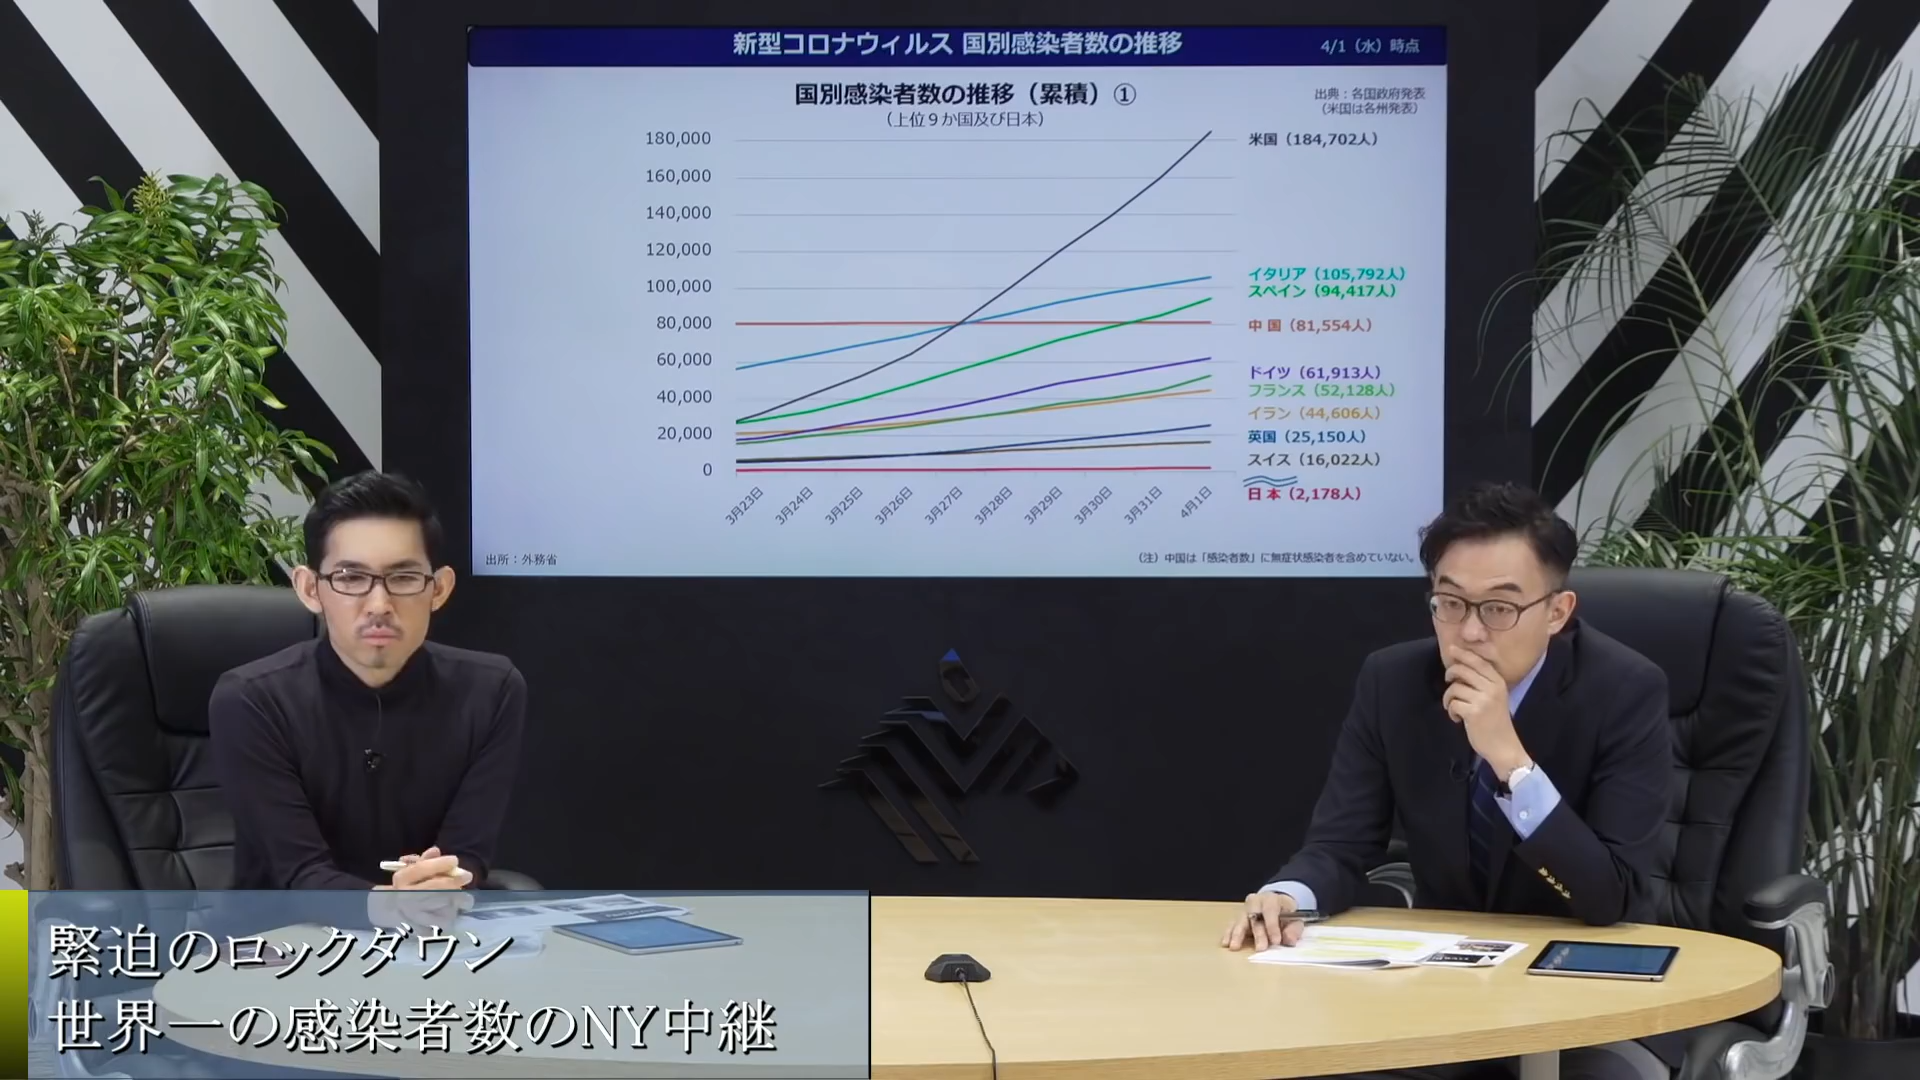 新型コロナウィルス 国別感染者数の推移
4/1（水）時点
国別感染者数の推移（累積）①
（上位９か国及び日本）
出典：各国政府発表
（米国は各州発表）
180,000
160,000
140,000
120,000
100,000
80,000
60,000
40,000
20,000
0
米国（184,702人）
イタリア（105,792人）
スペイン（94,417人）
中 国（81,554人）
ドイツ（61,913人）
フランス（52,128人）
イラン（44,606人）
英国（25,150人）
スイス（16,022人）
日 本（2,178人）
3月23日
3月24日
3月25日
3月26日
3月27日
3月28日
3月29日
3月30日
3月31日
4月1日
出所：外務省
（注）中国は「感染者数」に無症状感染者を含めていない。
緊迫のロックダウン
世界一の感染者数のNY中継